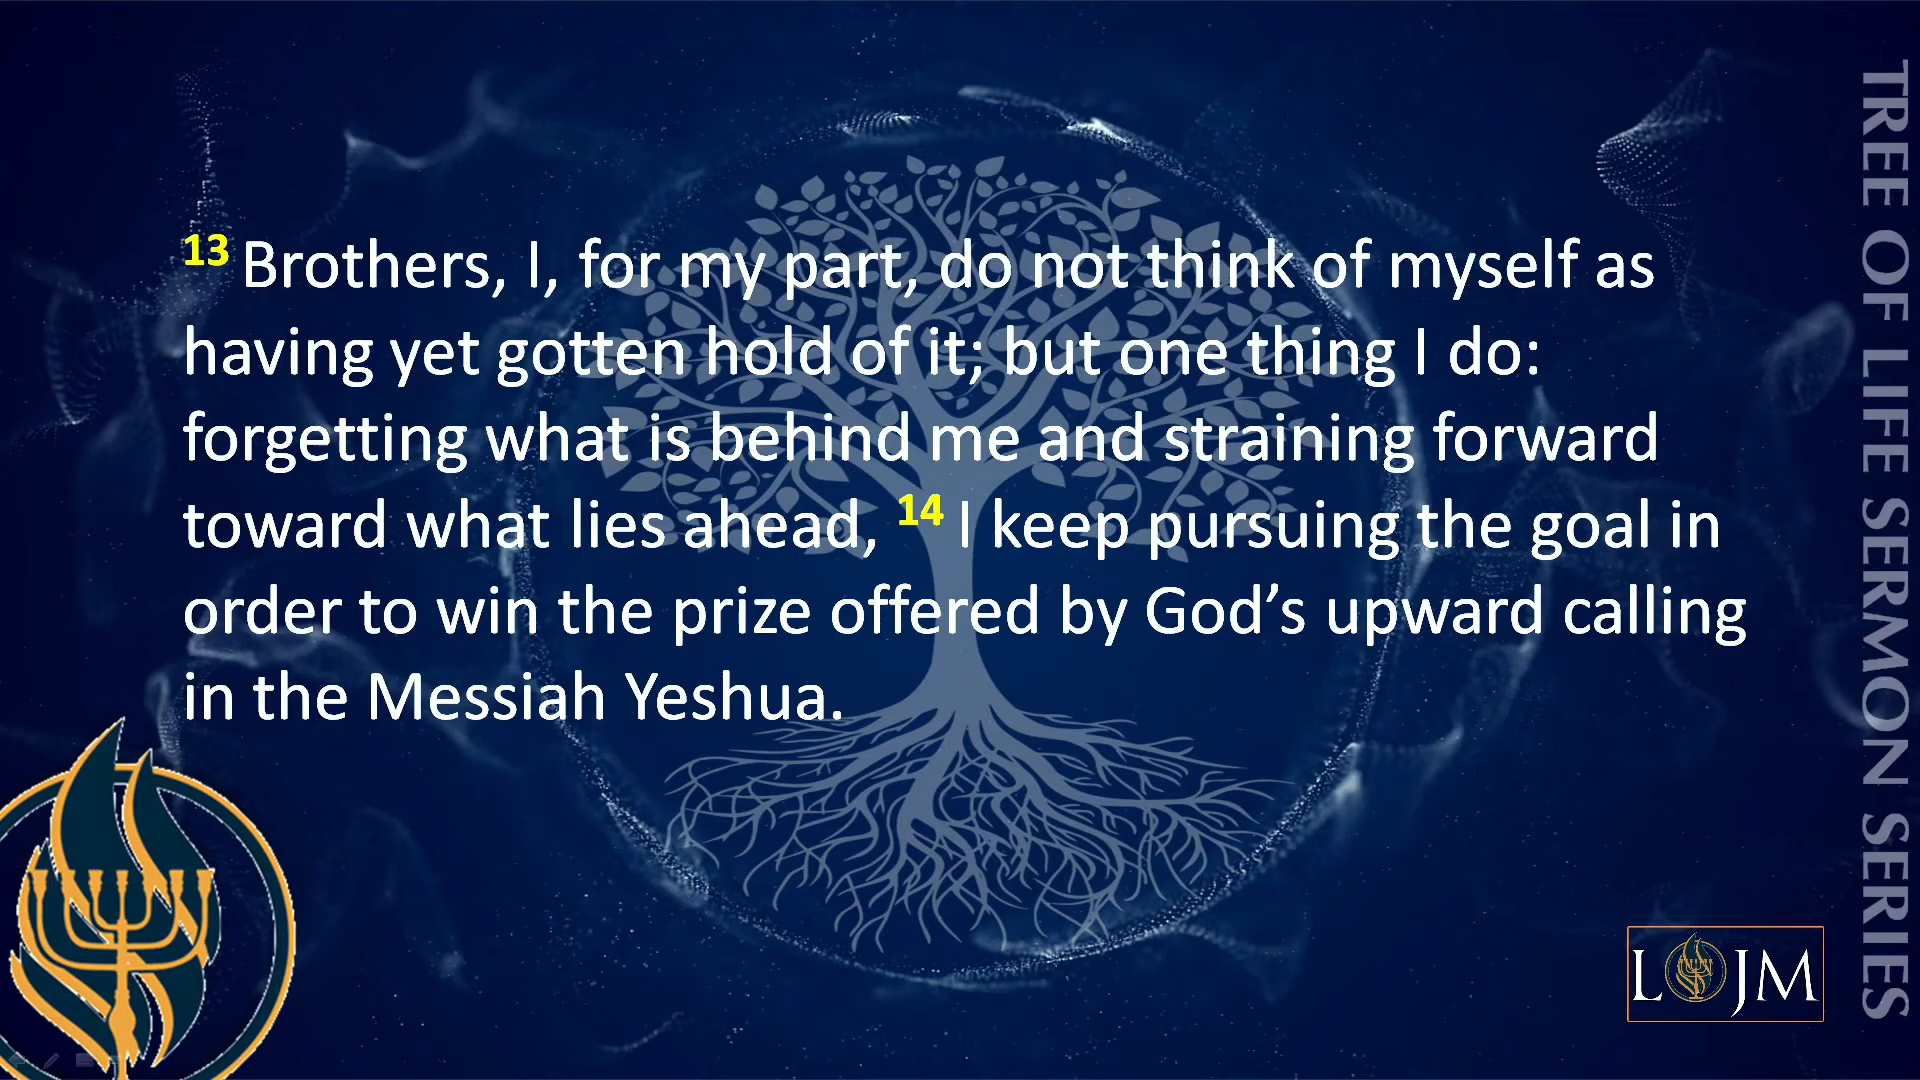 13 Brothers, I, for my part, do not think of myself as
having yet gotten hold of it; but one thing I do:
forgetting what is behind me and straining forward
toward what lies ahead, 14 I keep pursuing the goal in
order to win the prize offered by God’s upward calling
in the Messiah Yeshua.
TREE OF LIFE SERMON SERIES
L JM